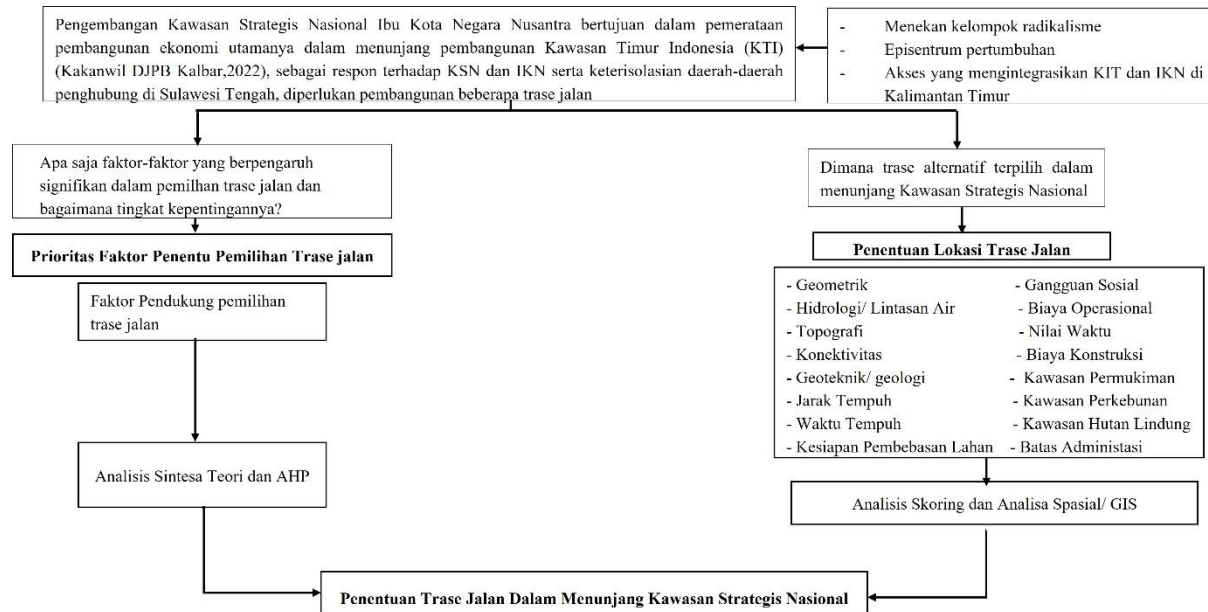 Pengembangan Kawasan Strategis Nasional Ibu Kota Negara Nusantra bertujuan dalam pemerataan
pembangunan ekonomi utamanya dalam menunjang pembangunan Kawasan Timur Indonesia (KTI)
(Kakanwil DJPB Kalbar,2022), sebagai respon terhadap KSN dan IKN serta keterisolasian daerah-daerah
penghubung di Sulawesi Tengah, diperlukan pembangunan beberapa trase jalan
- Menekan kelompok radikalisme
- Episentrum pertumbuhan
- Akses yang mengintegrasikan KIT dan IKN di
Kalimantan Timur
Apa saja faktor-faktor yang berpengaruh
signifikan dalam pemilhan trase jalan dan
bagaimana tingkat kepentingannya?
Prioritas Faktor Penentu Pemilihan Trase jalan
Faktor Pendukung pemilihan
trase jalan
Analisis Sintesa Teori dan AHP
Dimana trase alternatif terpilih dalam
menunjang Kawasan Strategis Nasional
Penentuan Lokasi Trase Jalan
- Geometrik
- Hidrologi/ Lintasan Air
- Topografi
- Konektivitas
- Geoteknik/ geologi
- Jarak Tempuh
- Waktu Tempuh
- Kesiapan Pembebasan Lahan
- Gangguan Sosial
- Biaya Operasional
- Nilai Waktu
- Biaya Konstruksi
- Kawasan Permukiman
- Kawasan Perkebunan
- Kawasan Hutan Lindung
- Batas Administasi
Analisis Skoring dan Analisa Spasial/ GIS
Penentuan Trase Jalan Dalam Menunjang Kawasan Strategis Nasional